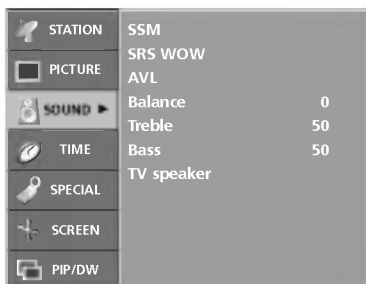 STATION
PICTURE
SOUND ►
TIME
SPECIAL
SCREEN
PIP/DW
SSM
SRS WOW
AVL
Balance 0
Treble 50
Bass 50
TV speaker